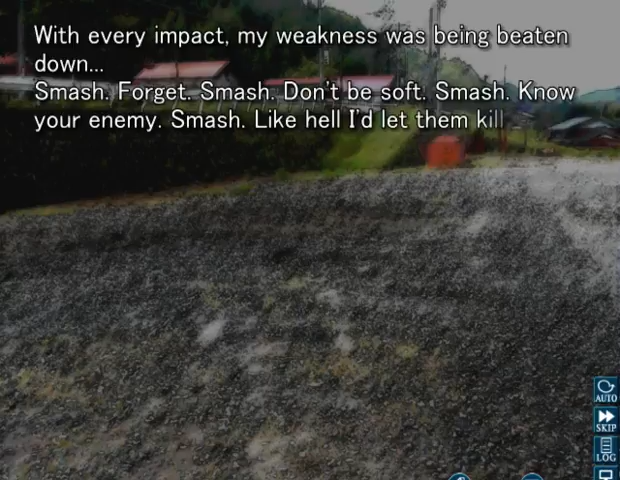 With every impact, my weakness was being beaten
down...
Smash. Forget. Smash. Don't be soft. Smash. Know
your enemy. Smash. Like hell I'd let them kill
AUTO
SKIP
LOG